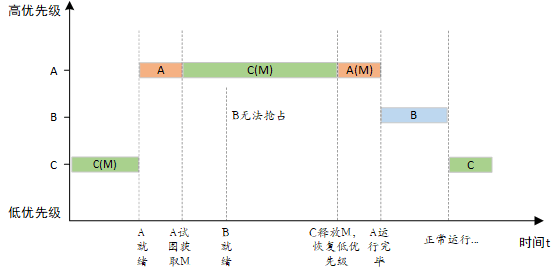 高优先级
A
A
C(M)
A(M)
B
B无法抢占
B
C
C(M)
C
低优先级
A
就
绪
A试
图获
取M
B
就
绪
C释放M，
恢复低优
先级
A运
行完
毕
正常运行...
时间t